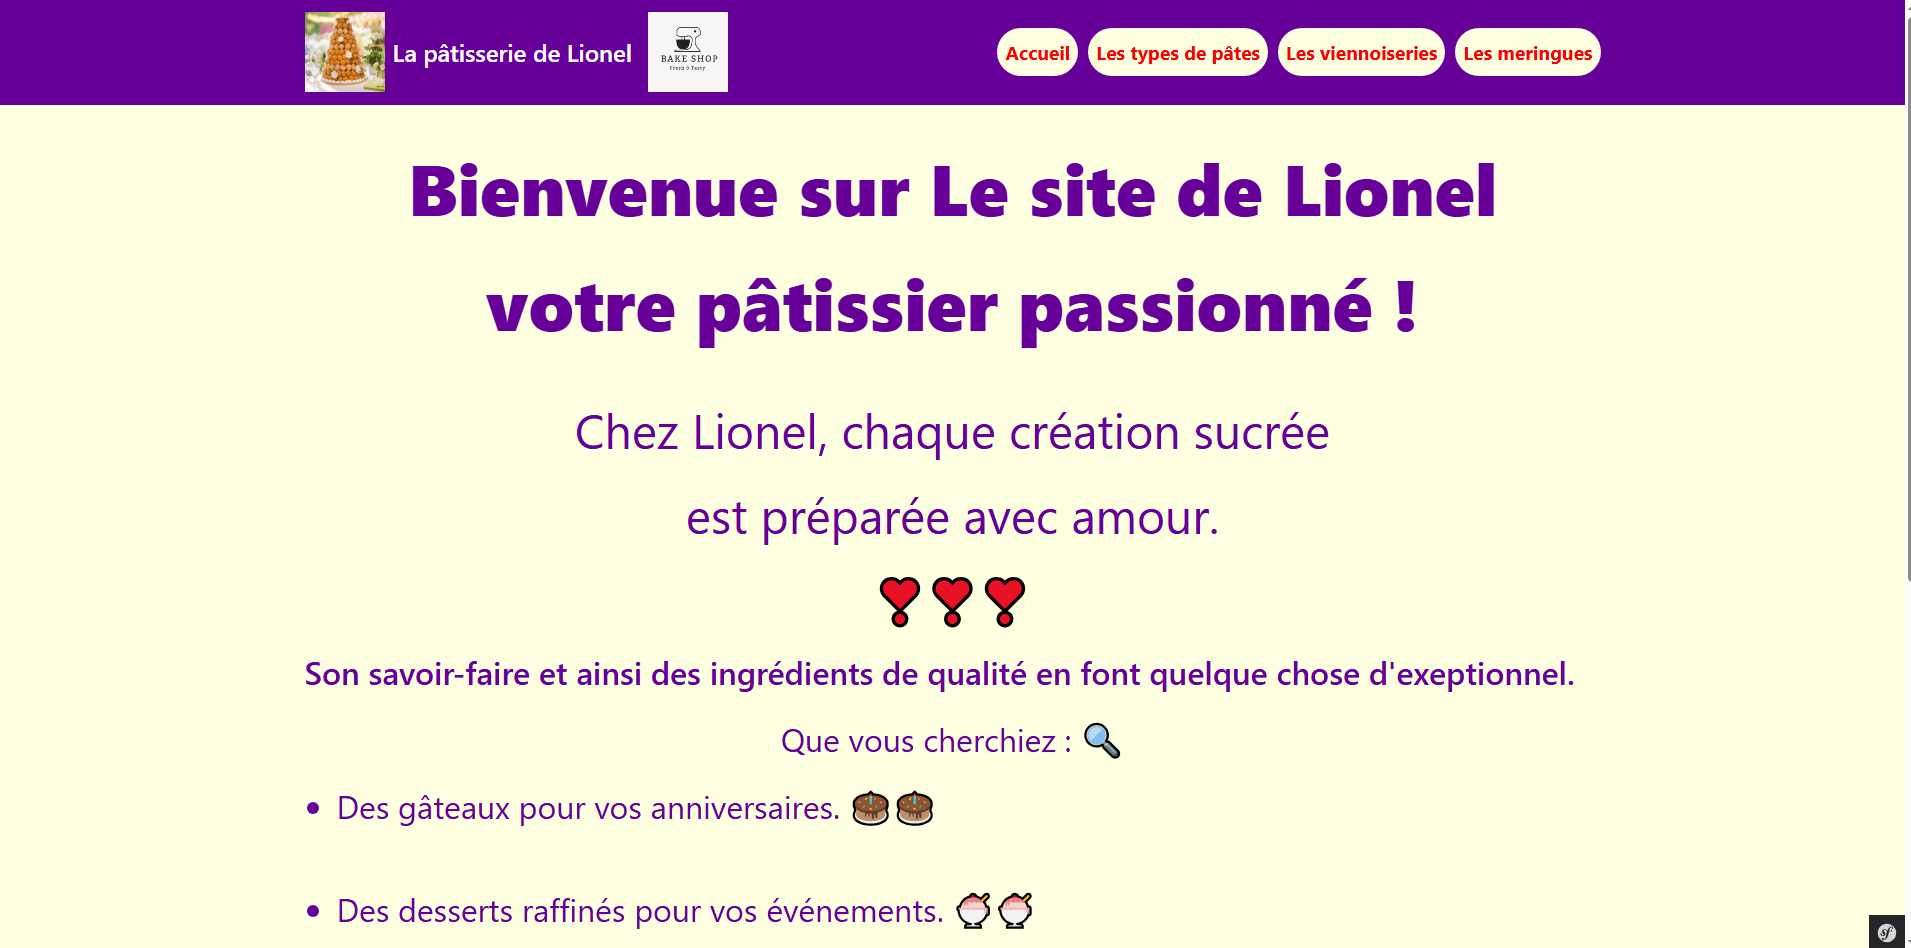 La pâtisserie de Lionel
BAKE SHOP
Fresh & Tasty
Accueil
Les types de pâtes
Les viennoiseries
Les meringues
Bienvenue sur Le site de Lionel
votre pâtissier passionné !
Chez Lionel, chaque création sucrée
est préparée avec amour.
❣❣❣
Son savoir-faire et ainsi des ingrédients de qualité en font quelque chose d'exeptionnel.
Que vous cherchiez : 🔍
• Des gâteaux pour vos anniversaires. 🎂🎂
• Des desserts raffinés pour vos événements. 🍧🍧
sf